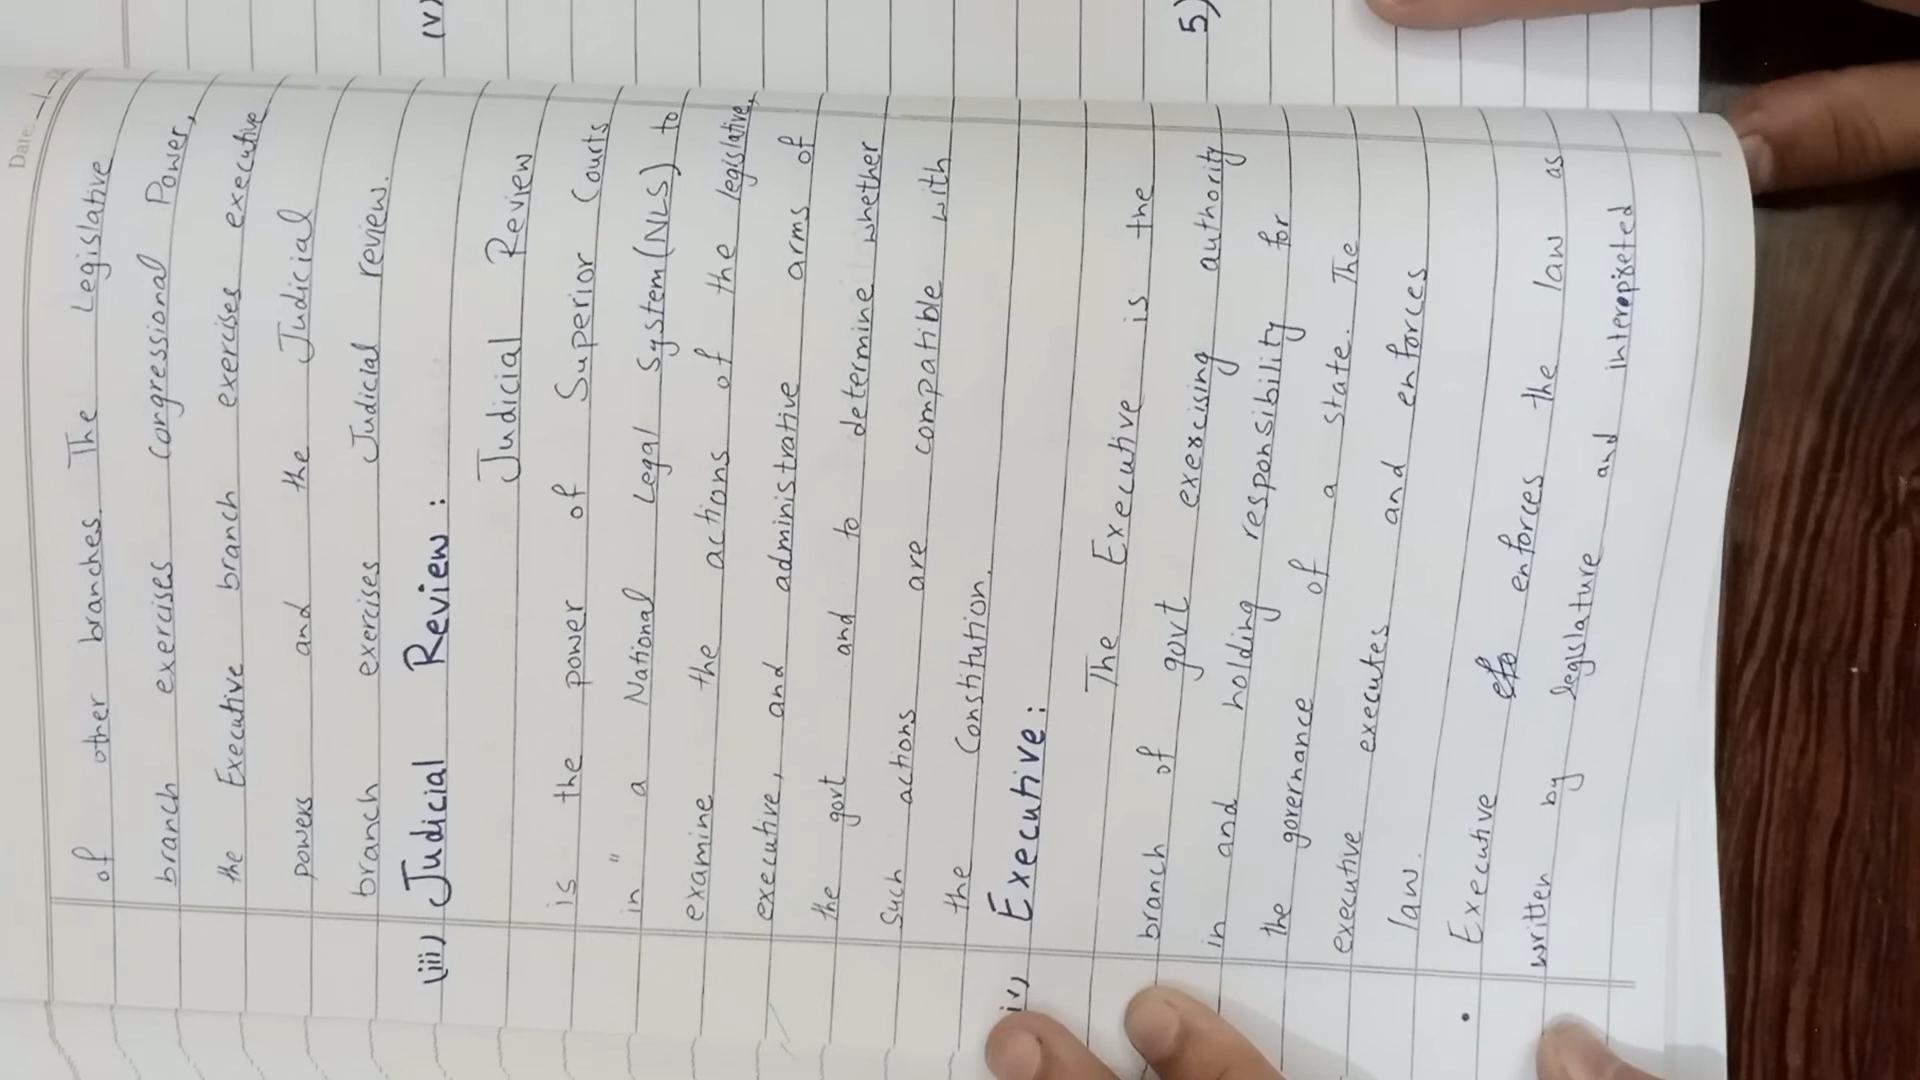 Date
of other branches. The Legislative
branch exercises Congressional Power,
the Executive branch exercises executive
powers and the Judicial
branch exercises Judicial review.
(iii) Judicial Review :
Judicial Review
is the power of Superior Courts
in a National Legal System (NLS) to
examine the actions of the legislative,
executive, and administrative arms of
the govt and to determine whether
Such actions are compatible with
the Constitution.
iv) Executive :
The Executive is the
branch of govt exercising authority
in and holding responsibility for
the governance of a state. The
executive executes and enforces
law.
• Executive enforces the law as
written by legislature and interopreted
(v)
5)